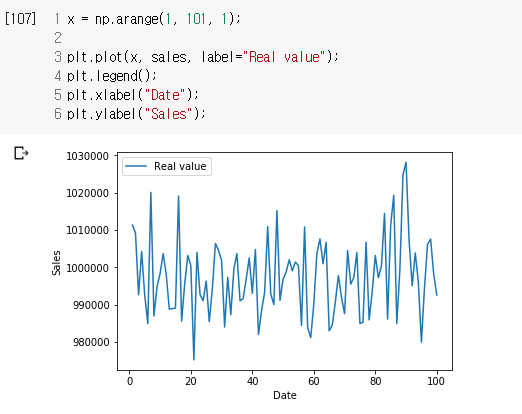 [107] 1 x = np.arange(1, 101, 1);
2
3 plt.plot(x, sales, label="Real value");
4 plt.legend();
5 plt.xlabel("Date");
6 plt.ylabel("Sales");
1030000
Real value
1020000
1010000
1000000
990000
980000
Sales
0 20 40 60 80 100
Date